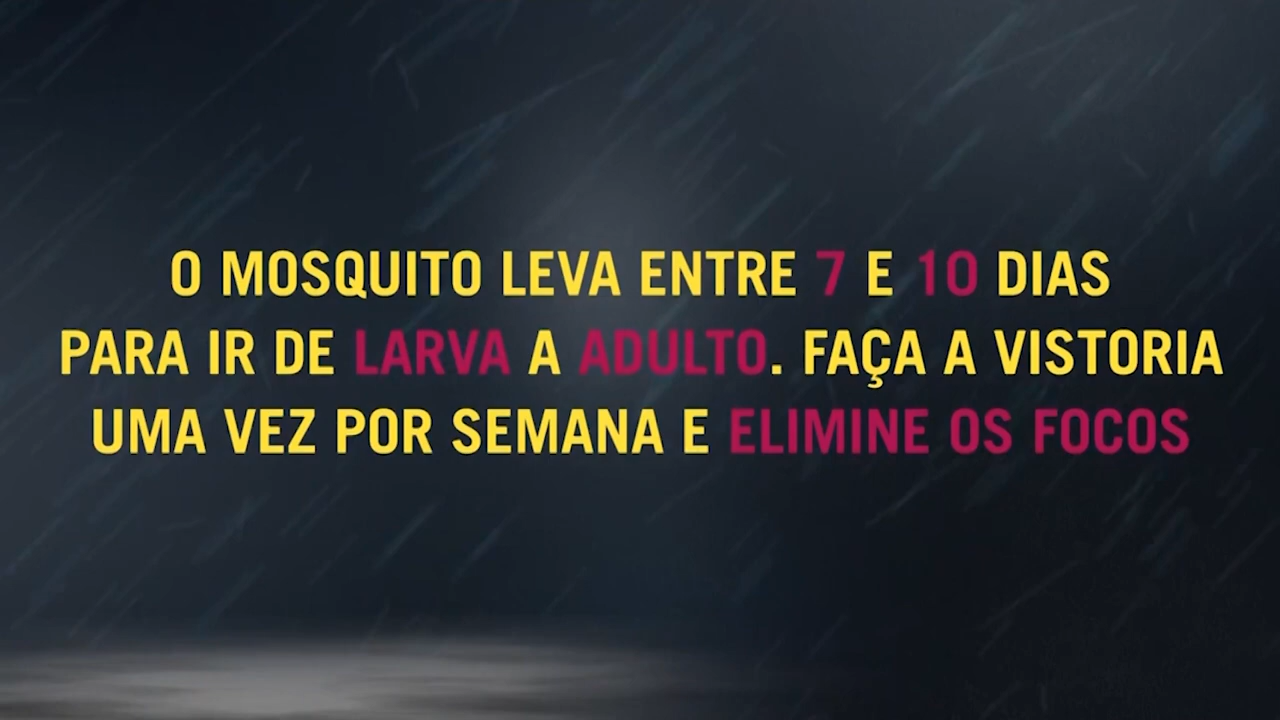 O MOSQUITO LEVA ENTRE 7 E 10 DIAS
PARA IR DE LARVA A ADULTO. FAÇA A VISTORIA
UMA VEZ POR SEMANA E ELIMINE OS FOCOS